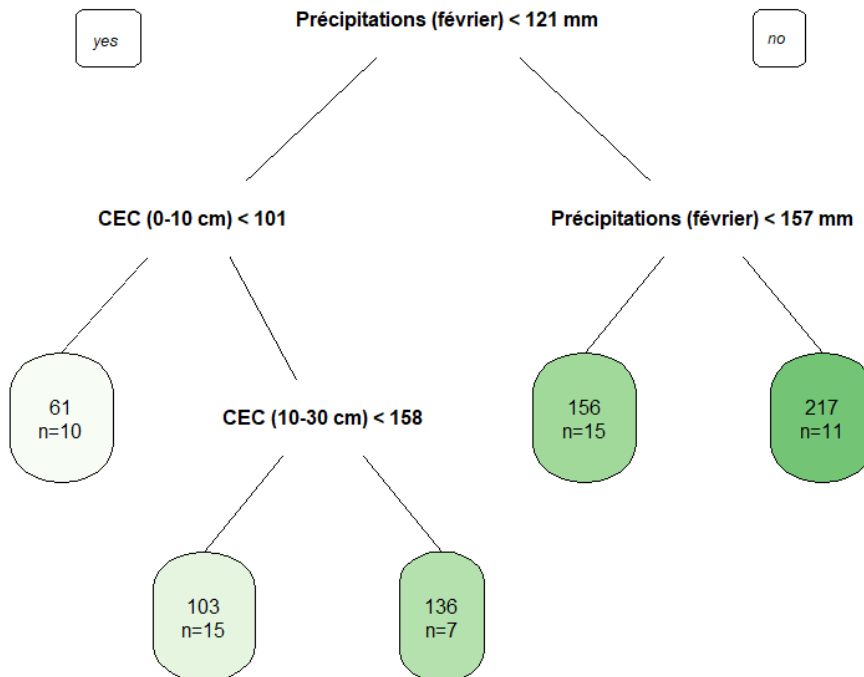 yes
Précipitations (février) < 121 mm
no
CEC (0-10 cm) < 101
Précipitations (février) < 157 mm
61
n=10
CEC (10-30 cm) < 158
156
n=15
217
n=11
103
n=15
136
n=7